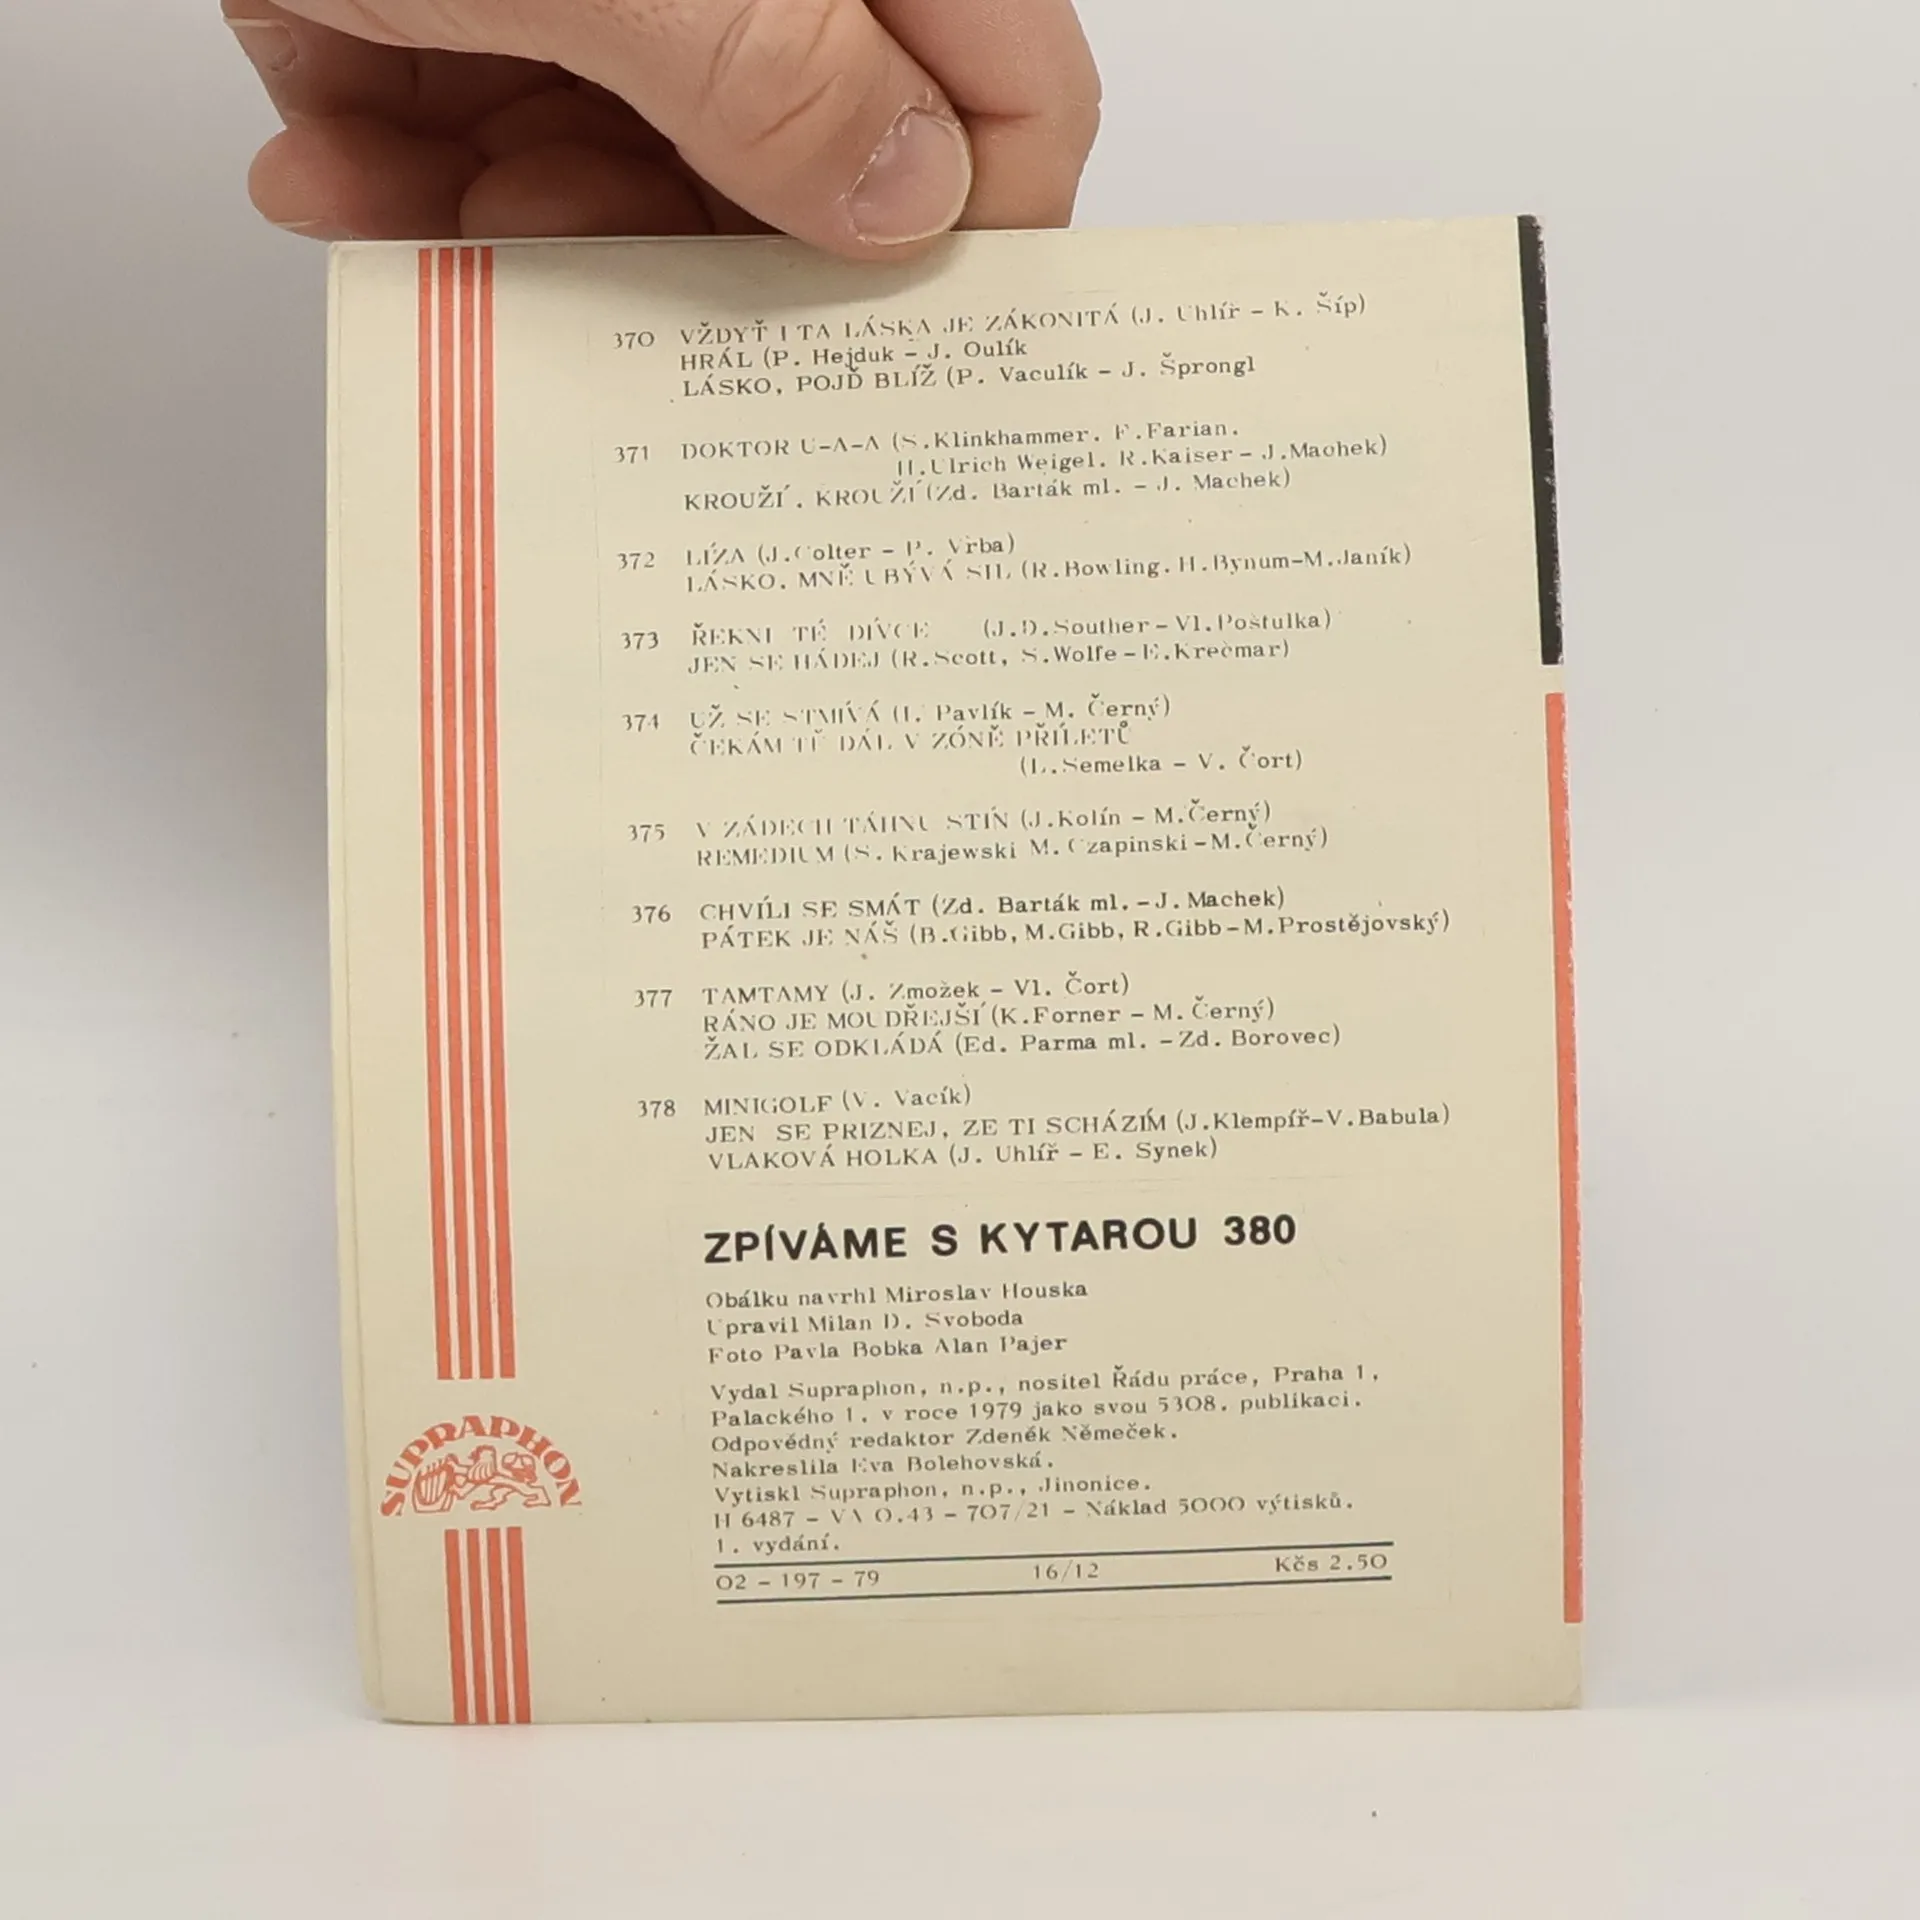 370 VŽDYŤ I TA LÁSKA JE ZÁKONITÁ (J. Uhlíř - K. Šíp)
HRÁL (P. Hejduk - J. Oulík
LÁSKO, POJĎ BLÍŽ (P. Vaculík - J. Šprongl
371 DOKTOR U-A-A (S.Klinkhammer. F.Farian.
H.Ulrich Weigel. R.Kaiser - J.Machek)
KROUŽÍ. KROUŽÍ (Zd. Barták ml. - J. Machek)
372 LÍZA (J.Colter - P. Vrba)
LÁSKO. MNĚ UBÝVÁ SIL (R.Bowling. H.Bynum-M.Janík)
373 ŘEKNI TÉ DÍVCE (J.D.Souther-Vl.Poštulka)
JEN SE HÁDEJ (R.Scott, S.Wolfe-E.Krečmar)
374 UŽ SE STMÍVÁ (I. Pavlík - M. Černý)
ČEKÁM TĚ DÁL V ZÓNĚ PŘÍLETŮ
(L.Semelka - V. Čort)
375 V ZÁDECH TÁHNU STÍN (J.Kolín - M.Černý)
REMEDIUM (S. Krajewski M. Czapinski-M.Černý)
376 CHVÍLI SE SMÁT (Zd. Barták ml. - J. Machek)
PÁTEK JE NÁŠ (B.Gibb, M.Gibb, R.Gibb-M.Prostějovský)
377 TAMTAMY (J. Zmožek - Vl. Čort)
RÁNO JE MOUDŘEJŠÍ (K.Forner - M. Černý)
ŽAL SE ODKLÁDÁ (Ed. Parma ml. - Zd. Borovec)
378 MINIGOLF (V. Vacík)
JEN SE PRIZNEJ, ZE TI SCHÁZÍM (J.Klempíř-V.Babula)
VLAKOVÁ HOLKA (J. Uhlíř - E. Synek)
ZPÍVÁME S KYTAROU 380
Obálku navrhl Miroslav Houska
Upravil Milan D. Svoboda
Foto Pavla Bobka Alan Pajer
Vydal Supraphon, n.p., nositel Řádu práce, Praha 1,
Palackého 1. v roce 1979 jako svou 5308. publikaci.
Odpovědný redaktor Zdeněk Němeček.
Nakreslila Eva Bolehovská.
Vytiskl Supraphon, n.p., Jinonice.
H 6487 - VA 0.43 - 707/21 - Náklad 5000 výtisků.
1. vydání.
02 - 197 - 79 16/12 Kčs 2.50
SUPRAPHON